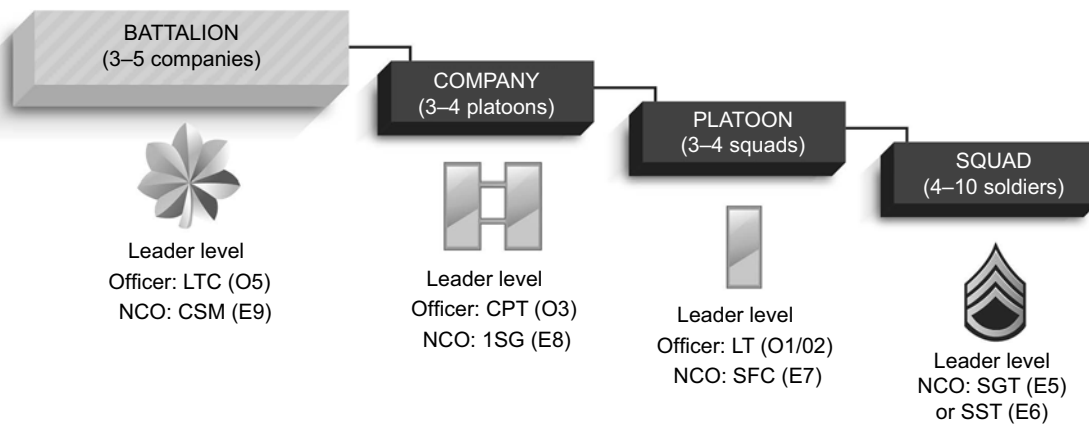 BATTALION
(3–5 companies)
COMPANY
(3–4 platoons)
PLATOON
(3–4 squads)
SQUAD
(4–10 soldiers)
Leader level
Officer: LTC (O5)
NCO: CSM (E9)
Leader level
Officer: CPT (O3)
NCO: 1SG (E8)
Leader level
Officer: LT (O1/02)
NCO: SFC (E7)
Leader level
NCO: SGT (E5)
or SST (E6)